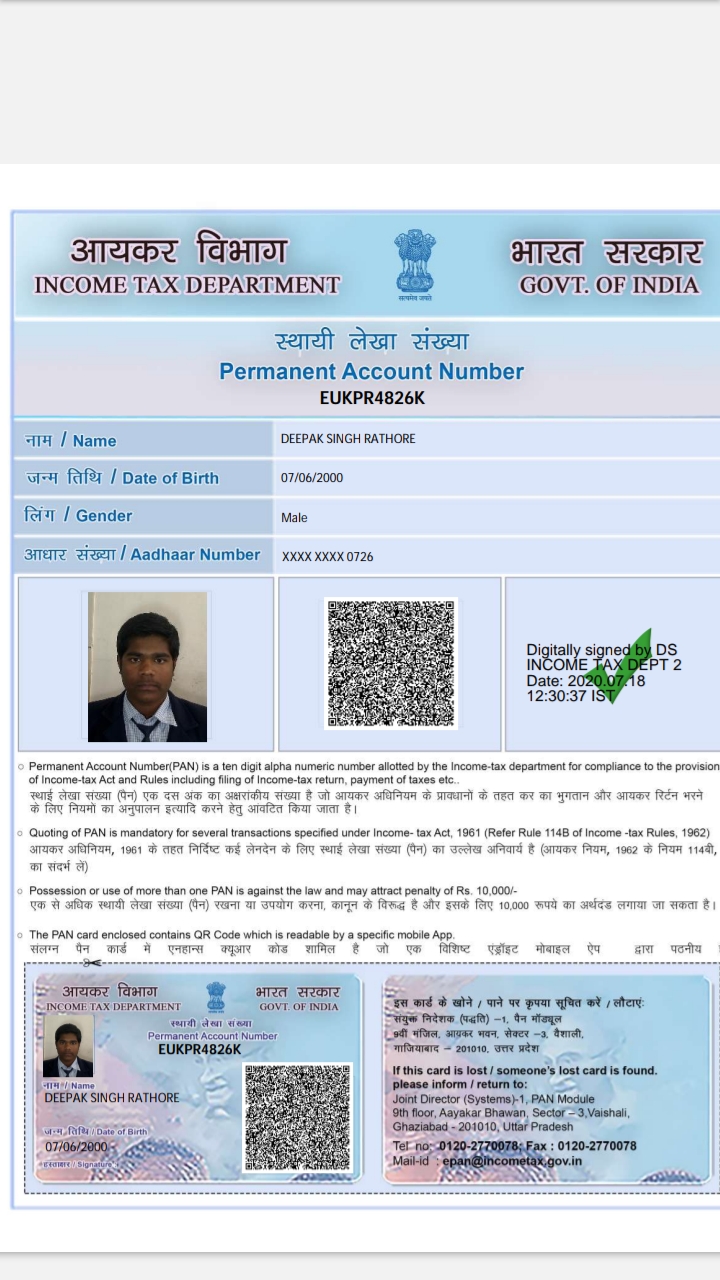 आयकर विभाग
INCOME TAX DEPARTMENT
सत्यमेव जयते
भारत सरकार
GOVT. OF INDIA
स्थायी लेखा संख्या
Permanent Account Number
EUKPR4826K
नाम / Name
DEEPAK SINGH RATHORE
जन्म तिथि / Date of Birth
07/06/2000
लिंग / Gender
Male
आधार संख्या / Aadhaar Number
XXXX XXXX 0726
Digitally signed by DS
INCOME TAX DEPT 2
Date: 2020.07.18
12:30:37 IST
Permanent Account Number(PAN) is a ten digit alpha numeric number allotted by the Income-tax department for compliance to the provision
of Income-tax Act and Rules including filing of Income-tax return, payment of taxes etc..
स्थाई लेखा संख्या (पैन) एक दस अंक का अक्षरांकीय संख्या है जो आयकर अधिनियम के प्रावधानों के तहत कर का भुगतान और आयकर रिर्टन भरने
के लिए नियमों का अनुपालन इत्यादि करने हेतु आवंटित किया जाता है।
Quoting of PAN is mandatory for several transactions specified under Income- tax Act, 1961 (Refer Rule 114B of Income -tax Rules, 1962)
आयकर अधिनियम, 1961 के तहत निर्दिष्ट कई लेनदेन के लिए स्थाई लेखा संख्या (पैन) का उल्लेख अनिवार्य है (आयकर नियम, 1962 के नियम 114बी,
का संदर्भ लें)
Possession or use of more than one PAN is against the law and may attract penalty of Rs. 10,000/-
एक से अधिक स्थायी लेखा संख्या (पैन) रखना या उपयोग करना, कानून के विरूद्ध है और इसके लिए 10,000 रूपये का अर्थदंड लगाया जा सकता है।
The PAN card enclosed contains QR Code which is readable by a specific mobile App.
संलग्न पैन कार्ड में एनहान्स क्यूआर कोड शामिल है जो एक विशिष्ट एंड्रॉइट मोबाइल ऐप द्वारा पठनीय
आयकर विभाग
INCOME TAX DEPARTMENT
भारत सरकार
GOVT. OF INDIA
स्थायी लेखा संख्या
Permanent Account Number
EUKPR4826K
नाम / Name
DEEPAK SINGH RATHORE
जन्म तिथि / Date of Birth
07/06/2000
हस्ताक्षर / Signature
इस कार्ड के खोने / पाने पर कृपया सूचित करें / लौटाएं:
संयुक्त निदेशक (पद्धति) –1, पैन मॉड्यूल
9वीं मंजिल, आयकर भवन, सेक्टर –3, वैशाली,
गाजियाबाद – 201010, उत्तर प्रदेश
If this card is lost / someone's lost card is found.
please inform / return to:
Joint Director (Systems)-1, PAN Module
9th floor, Aayakar Bhawan, Sector – 3,Vaishali,
Ghaziabad - 201010, Uttar Pradesh
Tel no: 0120-2770078; Fax : 0120-2770078
Mail-id : epan@incometax.gov.in